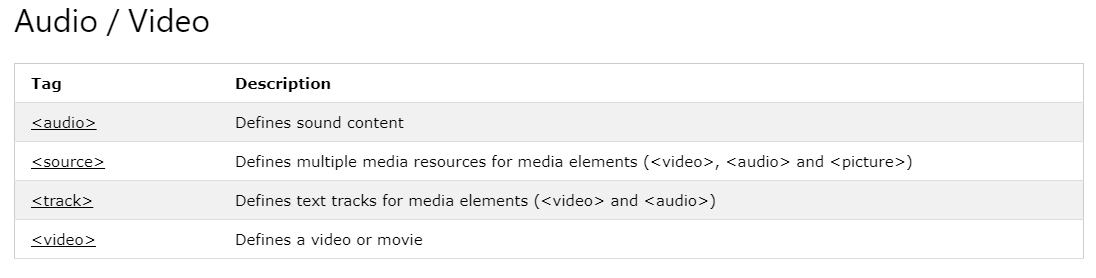 Audio / Video
Tag Description
<audio> Defines sound content
<source> Defines multiple media resources for media elements (<video>, <audio> and <picture>)
<track> Defines text tracks for media elements (<video> and <audio>)
<video> Defines a video or movie